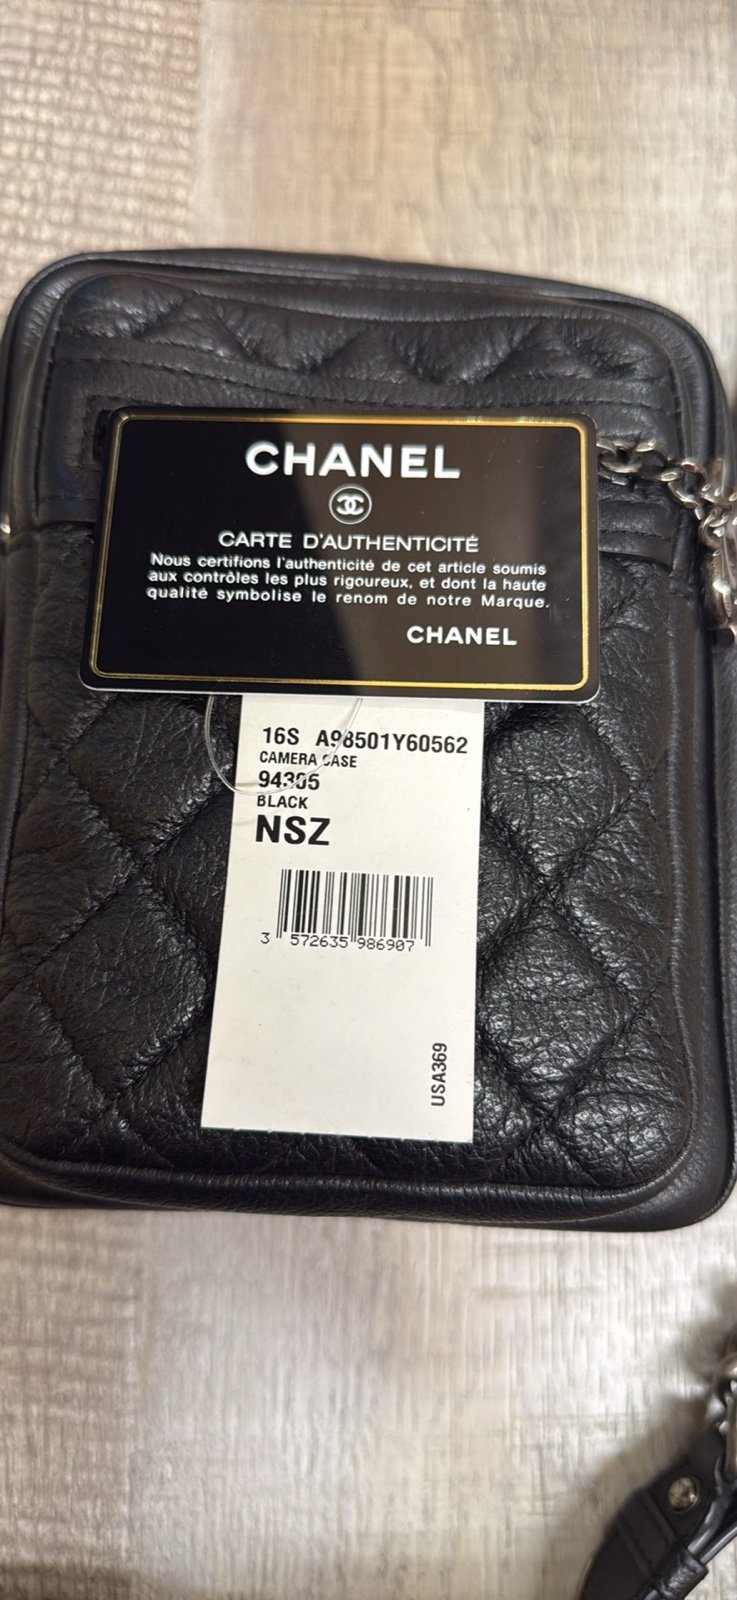 CHANEL
CARTE D'AUTHENTICITÉ
Nous certifions l'authenticité de cet article soumis
aux contrôles les plus rigoureux, et dont la haute
qualité symbolise le renom de notre Marque.
CHANEL
16S A98501Y60562
CAMERA CASE
94305
BLACK
NSZ
3 572635 986907
USA369